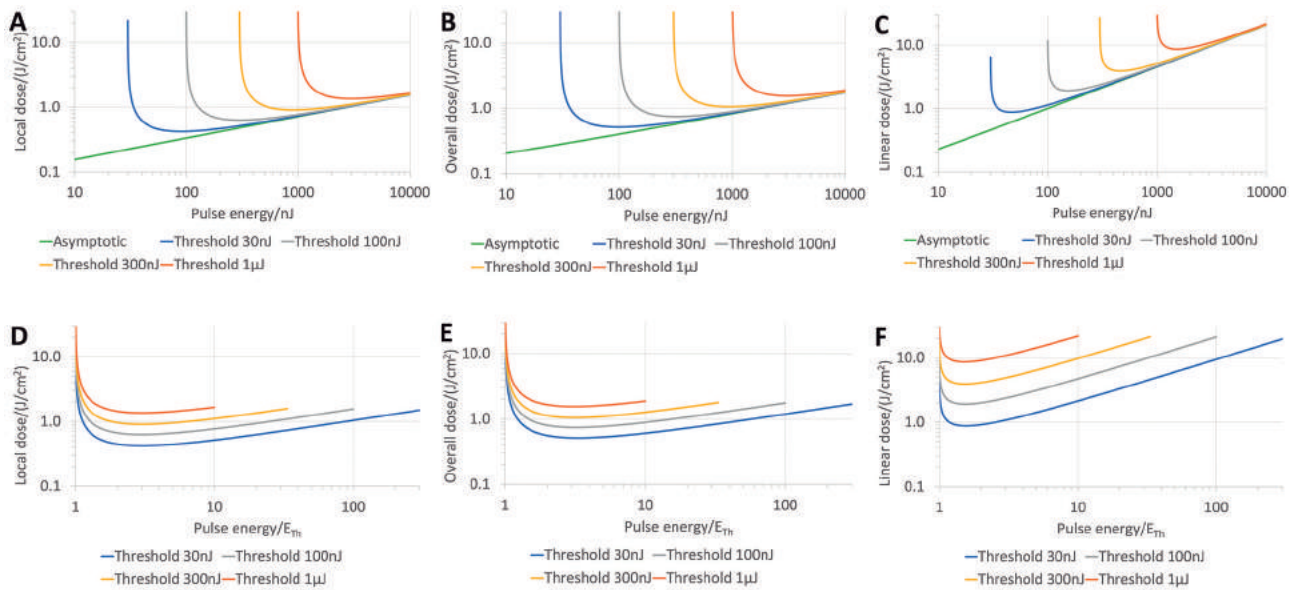 A
Local dose/(J/cm²)
10.0
1.0
0.1
10 100 1000 10000
Pulse energy/nJ
Asymptotic Threshold 30nJ Threshold 100nJ
Threshold 300nJ Threshold 1µJ
B
Overall dose/(J/cm²)
10.0
1.0
0.1
10 100 1000 10000
Pulse energy/nJ
Asymptotic Threshold 30nJ Threshold 100nJ
Threshold 300nJ Threshold 1µJ
C
Linear dose/(J/cm²)
10.0
1.0
0.1
10 100 1000 10000
Pulse energy/nJ
Asymptotic Threshold 30nJ Threshold 100nJ
Threshold 300nJ Threshold 1µJ
D
Local dose/(J/cm²)
10.0
1.0
0.1
1 10 100
Pulse energy/E_Th
Threshold 30nJ Threshold 100nJ
Threshold 300nJ Threshold 1µJ
E
Overall dose/(J/cm²)
10.0
1.0
0.1
1 10 100
Pulse energy/E_Th
Threshold 30nJ Threshold 100nJ
Threshold 300nJ Threshold 1µJ
F
Linear dose/(J/cm²)
10.0
1.0
0.1
1 10 100
Pulse energy/E_Th
Threshold 30nJ Threshold 100nJ
Threshold 300nJ Threshold 1µJ